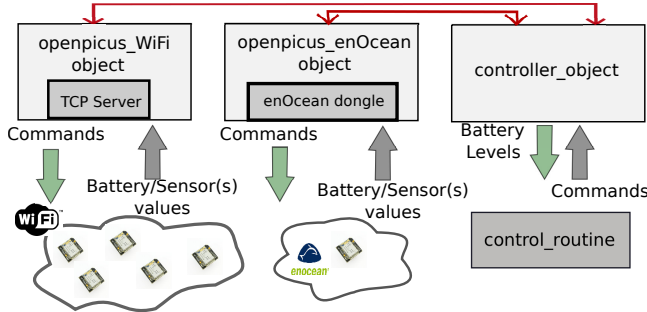 openpicus_WiFi
object
TCP Server
openpicus_enOcean
object
enOcean dongle
controller_object
Commands
Battery/Sensor(s)
values
Commands
Battery/Sensor(s)
values
Battery
Levels
Commands
WiFi
enocean®
control_routine